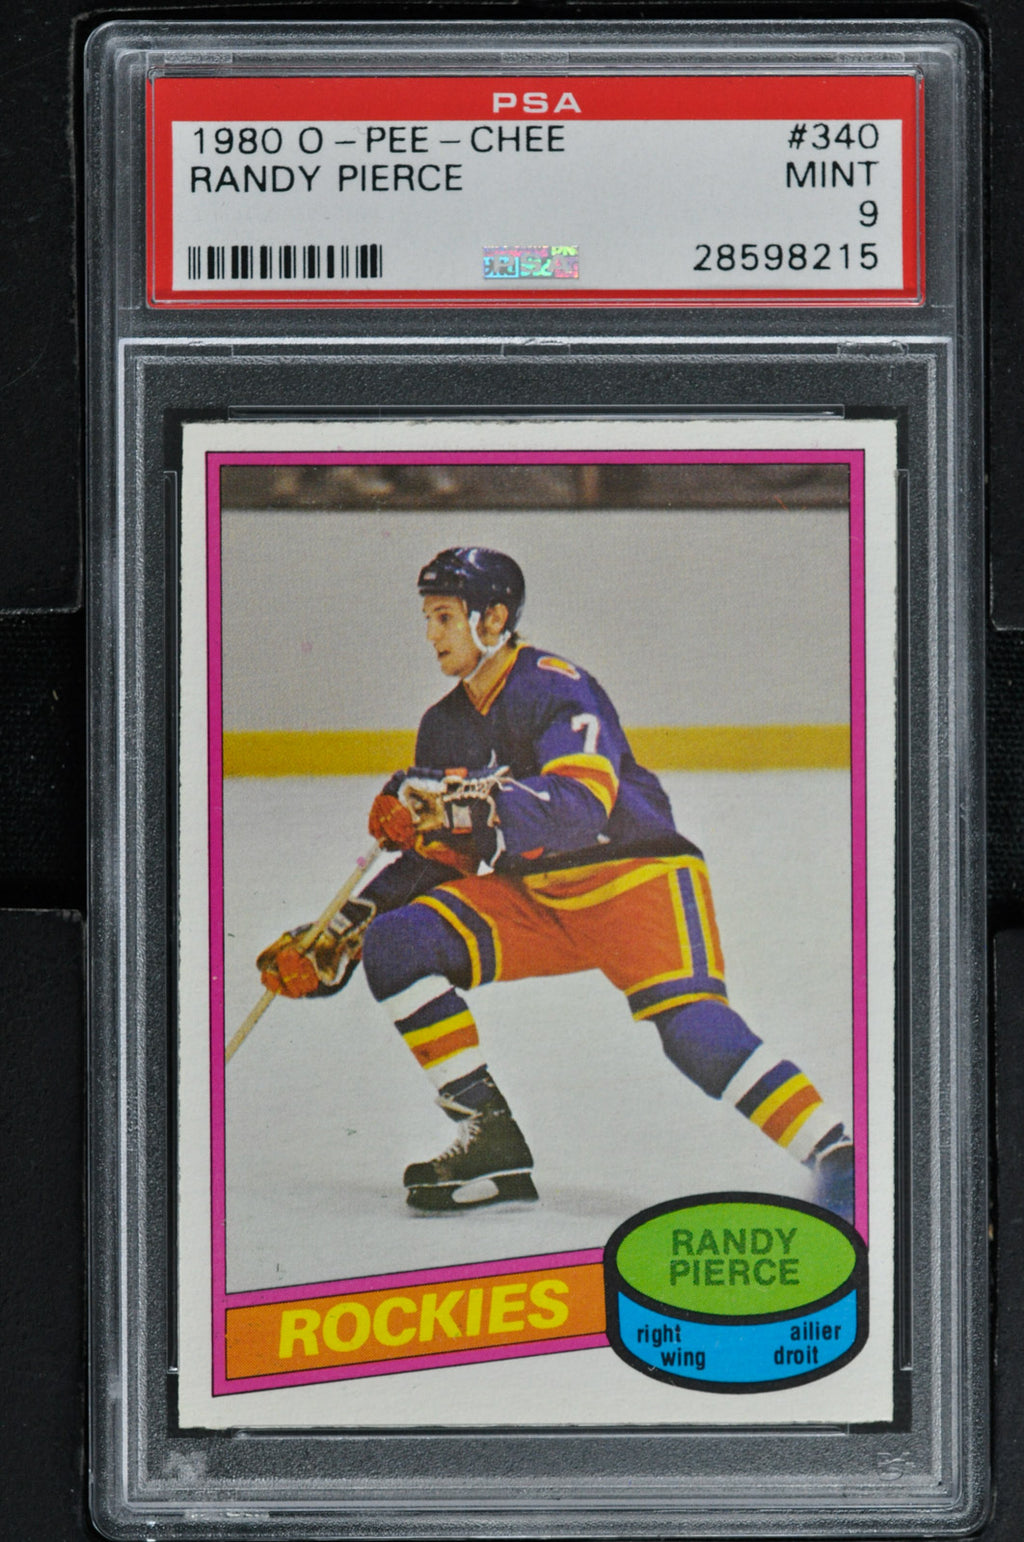 PSA
1980 O-PEE-CHEE #340
RANDY PIERCE MINT
9
28598215
7
RANDY
PIERCE
ROCKIES
right ailier
wing droit